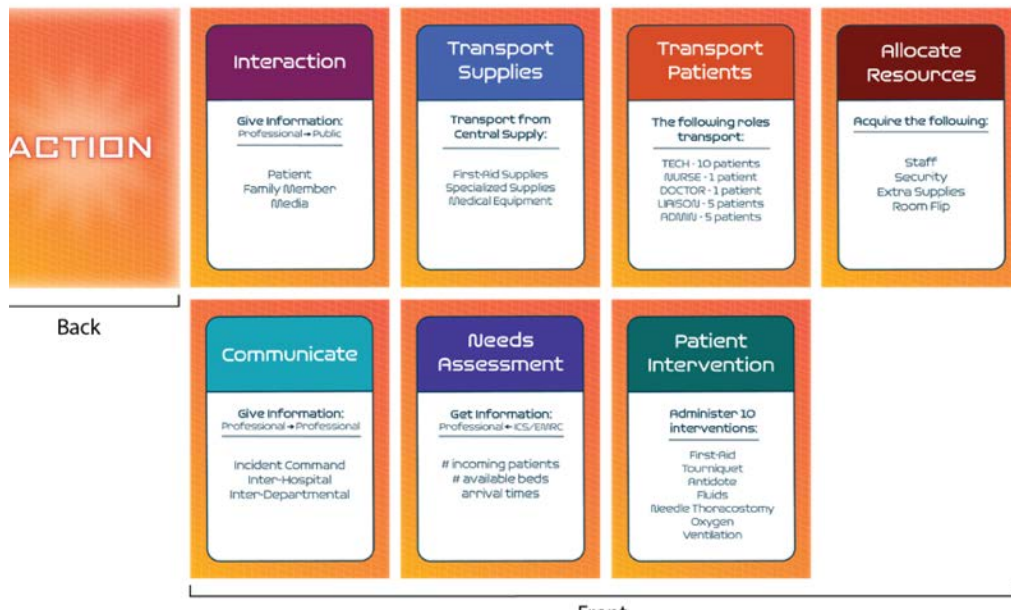 ACTION
Back
Interaction
Give Information:
Professional→Public
Patient
Family Member
Media
Transport
Supplies
Transport from
Central Supply:
First-Aid Supplies
Specialized Supplies
Medical Equipment
Transport
Patients
The following roles
transport:
TECH - 10 patients
NURSE - 1 patient
DOCTOR - 1 patient
LIAISON - 5 patients
ADMIN - 5 patients
Allocate
Resources
Acquire the following:
Staff
Security
Extra Supplies
Room Flip
Communicate
Give Information:
Professional→Professional
Incident Command
Inter-Hospital
Inter-Departmental
Needs
Assessment
Get Information:
Professional←ICS/EMRC
# incoming patients
# available beds
arrival times
Patient
Intervention
Administer 10
interventions:
First-Aid
Tourniquet
Antidote
Fluids
Needle Thoracostomy
Oxygen
Ventilation
Front